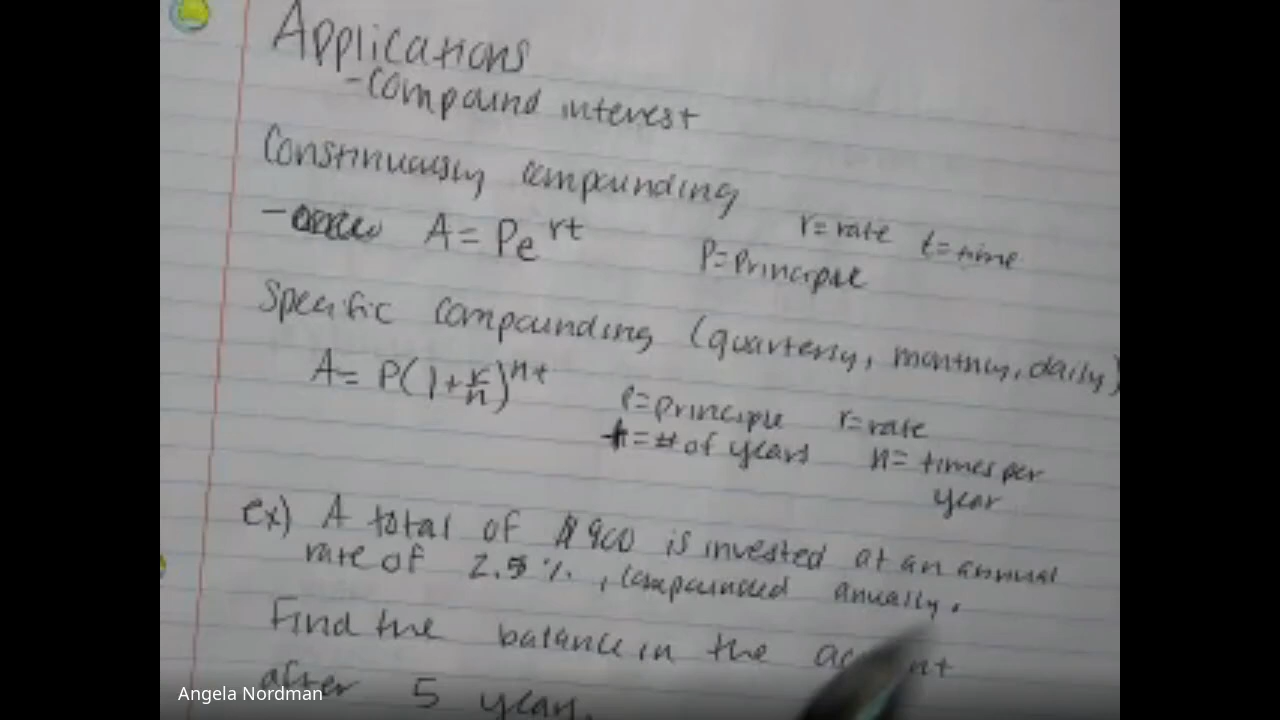 Applications
- Compound interest
Constinuously compounding
- A = Pe^rt
r = rate t = time
P = Principle
Specific compounding (quarterly, monthly, daily)
A = P(1 + r/n)^nt
P = principle r = rate
t = # of years n = times per
year
ex) A total of $900 is invested at an annual
rate of 2.5%, compounded anually.
Find the balance in the account
after 5 years.
Angela Nordman